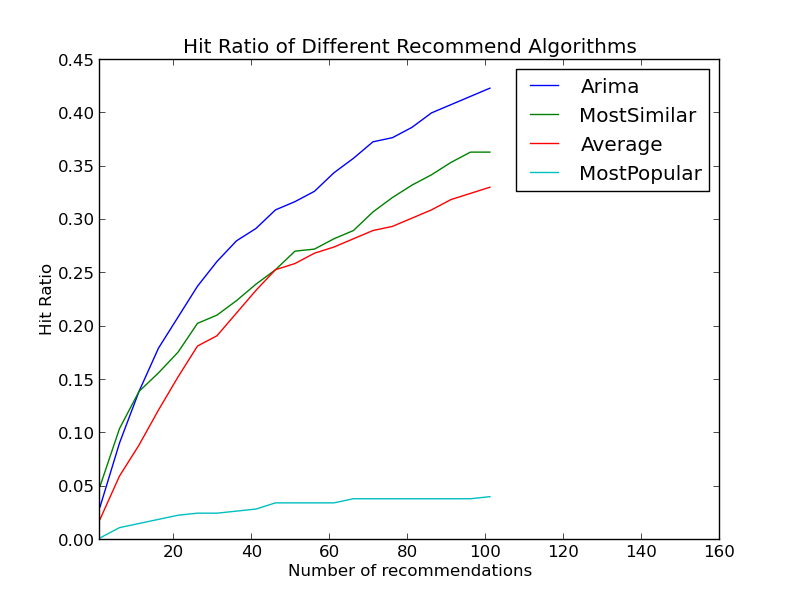 Hit Ratio of Different Recommend Algorithms
0.45
0.40
0.35
0.30
0.25
0.20
0.15
0.10
0.05
0.00
Hit Ratio
Arima
MostSimilar
Average
MostPopular
20 40 60 80 100 120 140 160
Number of recommendations